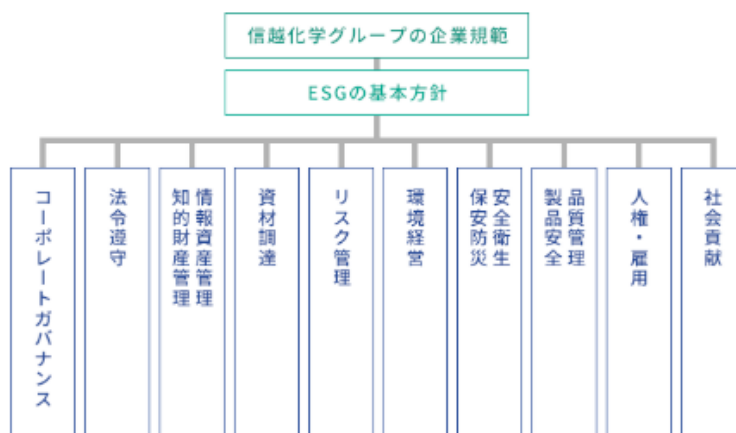 信越化学グループの企業規範
ESGの基本方針
コーポレートガバナンス
法令遵守
情報資産管理
知的財産管理
資材調達
リスク管理
環境経営
安全衛生
保安防災
品質管理
製品安全
人権・雇用
社会貢献